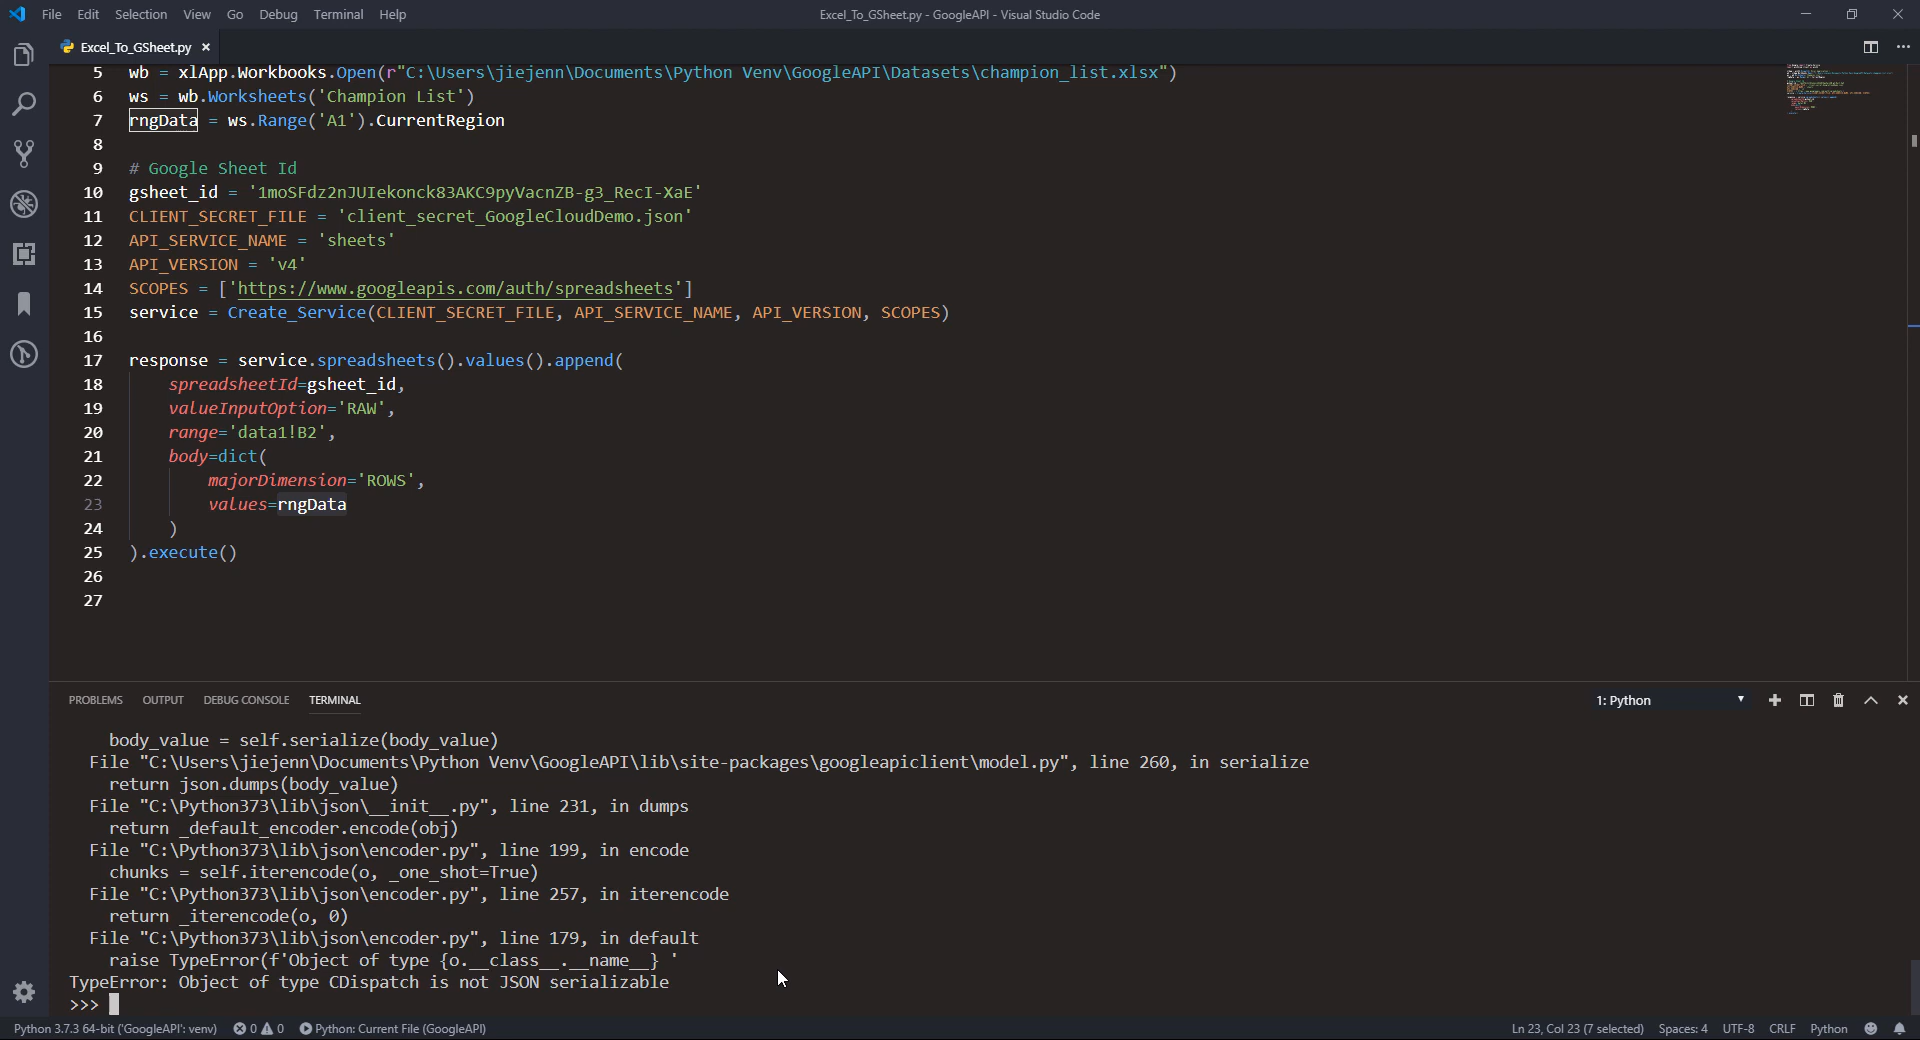 File Edit Selection View Go Debug Terminal Help
Excel_To_GSheet.py - GoogleAPI - Visual Studio Code
Excel_To_GSheet.py ×
5 wb = xlApp.Workbooks.Open(r"C:\Users\jiejenn\Documents\Python Venv\GoogleAPI\Datasets\champion_list.xlsx")
6 ws = wb.Worksheets('Champion List')
7 rngData = ws.Range('A1').CurrentRegion
8
9 # Google Sheet Id
10 gsheet_id = '1moSFdz2nJUIekonck83AKC9pyVacnZB-g3_RecI-XaE'
11 CLIENT_SECRET_FILE = 'client_secret_GoogleCloudDemo.json'
12 API_SERVICE_NAME = 'sheets'
13 API_VERSION = 'v4'
14 SCOPES = ['https://www.googleapis.com/auth/spreadsheets']
15 service = Create_Service(CLIENT_SECRET_FILE, API_SERVICE_NAME, API_VERSION, SCOPES)
16
17 response = service.spreadsheets().values().append(
18 spreadsheetId=gsheet_id,
19 valueInputOption='RAW',
20 range='data1!B2',
21 body=dict(
22 majorDimension='ROWS',
23 values=rngData
24 )
25 ).execute()
26
27
PROBLEMS OUTPUT DEBUG CONSOLE TERMINAL
1: Python
body_value = self.serialize(body_value)
File "C:\Users\jiejenn\Documents\Python Venv\GoogleAPI\lib\site-packages\googleapiclient\model.py", line 260, in serialize
return json.dumps(body_value)
File "C:\Python373\lib\json\__init__.py", line 231, in dumps
return _default_encoder.encode(obj)
File "C:\Python373\lib\json\encoder.py", line 199, in encode
chunks = self.iterencode(o, _one_shot=True)
File "C:\Python373\lib\json\encoder.py", line 257, in iterencode
return _iterencode(o, 0)
File "C:\Python373\lib\json\encoder.py", line 179, in default
raise TypeError(f'Object of type {o.__class__.__name__} '
TypeError: Object of type CDispatch is not JSON serializable
>>>
Python 3.7.3 64-bit ('GoogleAPI': venv) 0 0 Python: Current File (GoogleAPI)
Ln 23, Col 23 (7 selected) Spaces: 4 UTF-8 CRLF Python